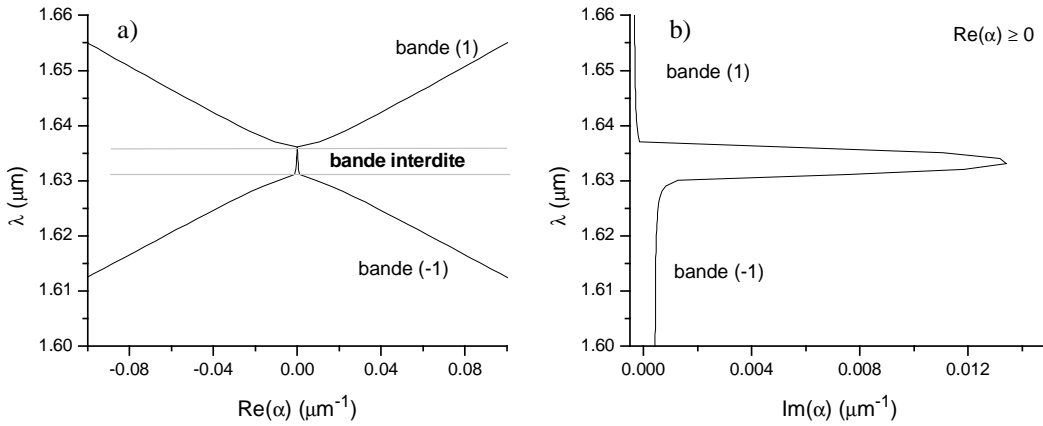 a)
1.66
1.65
1.64
1.63
1.62
1.61
1.60
λ (μm)
bande (1)
bande interdite
bande (-1)
-0.08 -0.04 0.00 0.04 0.08
Re(α) (μm⁻¹)
b)
Re(α) ≥ 0
1.66
1.65
1.64
1.63
1.62
1.61
1.60
λ (μm)
bande (1)
bande (-1)
0.000 0.004 0.008 0.012
Im(α) (μm⁻¹)